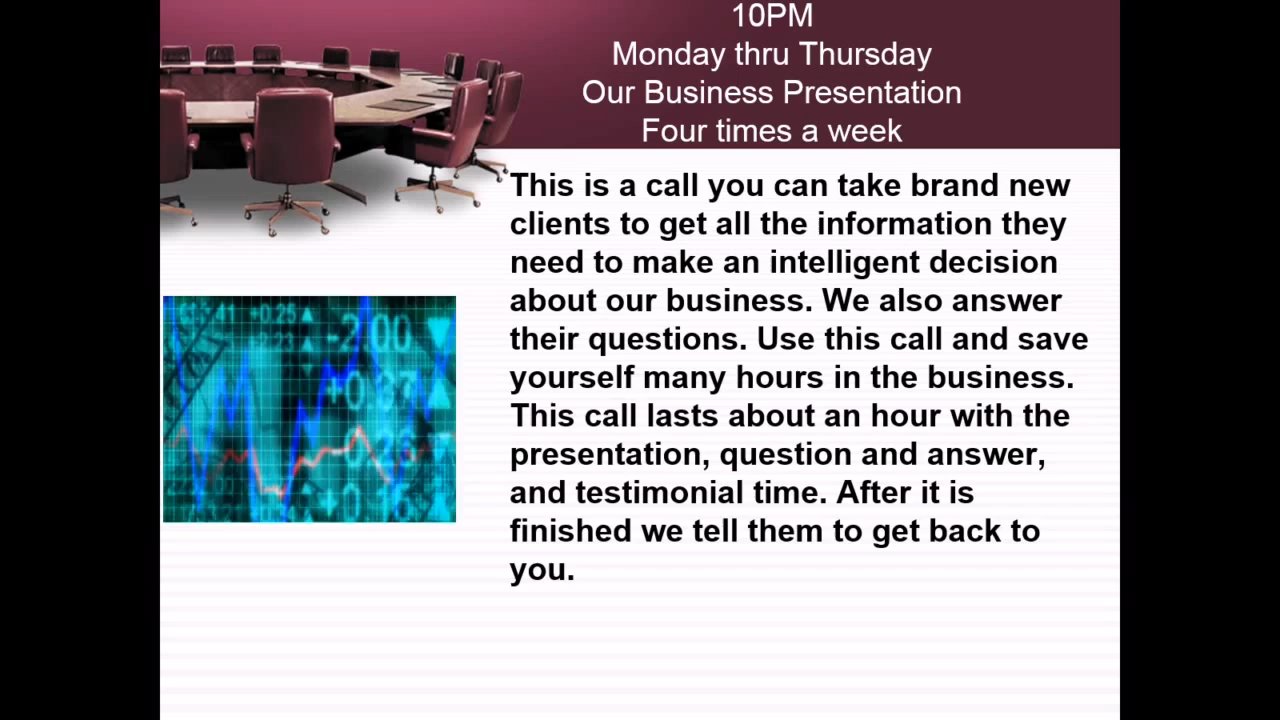 10PM
Monday thru Thursday
Our Business Presentation
Four times a week
This is a call you can take brand new
clients to get all the information they
need to make an intelligent decision
about our business. We also answer
their questions. Use this call and save
yourself many hours in the business.
This call lasts about an hour with the
presentation, question and answer,
and testimonial time. After it is
finished we tell them to get back to
you.
+0.25
-2.00